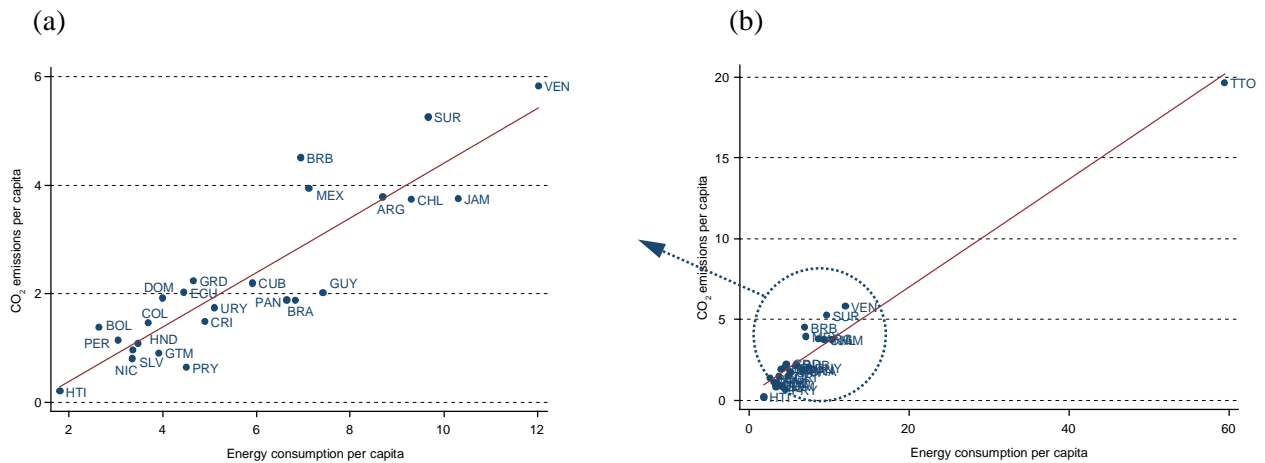 (a)
6
4
2
0
CO2 emissions per capita
VEN
SUR
BRB
MEX
ARG
CHL
JAM
GRD
DOM
ECU
CUB
GUY
PAN
BRA
URY
COL
CRI
BOL
HND
PER
GTM
SLV
NIC
PRY
HTI
2 4 6 8 10 12
Energy consumption per capita
(b)
20
15
10
5
0
CO2 emissions per capita
TTO
VEN
SUR
BRB
HTI
0 20 40 60
Energy consumption per capita